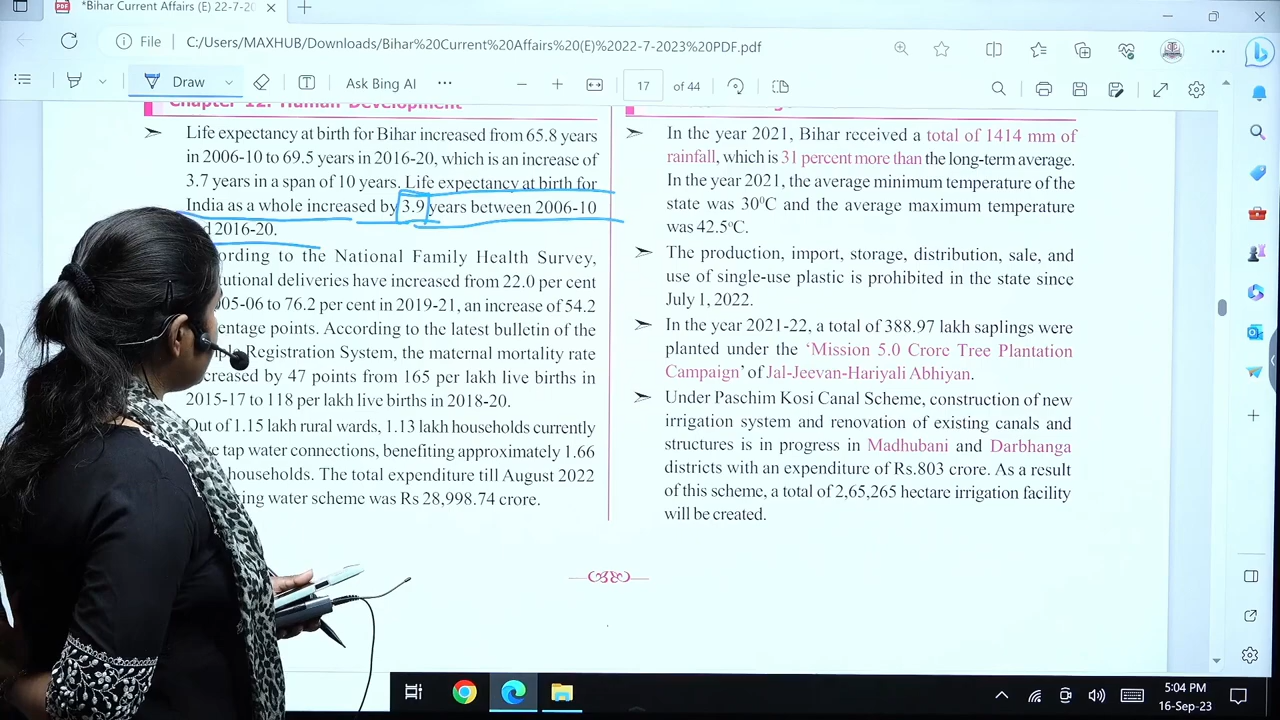 *Bihar Current Affairs (E) 22-7-20
File
C:/Users/MAXHUB/Downloads/Bihar%20Current%20Affairs%20(E)%2022-7-2023%20PDF.pdf
Draw
Ask Bing AI
17 of 44
Chapter 12: Human Development
Life expectancy at birth for Bihar increased from 65.8 years
in 2006-10 to 69.5 years in 2016-20, which is an increase of
3.7 years in a span of 10 years. Life expectancy at birth for
India as a whole increased by 3.9 years between 2006-10
2016-20.
the National Family Health Survey,
deliveries have increased from 22.0 per cent
to 76.2 per cent in 2019-21, an increase of 54.2
points. According to the latest bulletin of the
Registration System, the maternal mortality rate
by 47 points from 165 per lakh live births in
2015-17 to 118 per lakh live births in 2018-20.
Out of 1.15 lakh rural wards, 1.13 lakh households currently
tap water connections, benefiting approximately 1.66
households. The total expenditure till August 2022
water scheme was Rs 28,998.74 crore.
In the year 2021, Bihar received a total of 1414 mm of
rainfall, which is 31 percent more than the long-term average.
In the year 2021, the average minimum temperature of the
state was 30⁰C and the average maximum temperature
was 42.5°C.
The production, import, storage, distribution, sale, and
use of single-use plastic is prohibited in the state since
July 1, 2022.
In the year 2021-22, a total of 388.97 lakh saplings were
planted under the ‘Mission 5.0 Crore Tree Plantation
Campaign’ of Jal-Jeevan-Hariyali Abhiyan.
Under Paschim Kosi Canal Scheme, construction of new
irrigation system and renovation of existing canals and
structures is in progress in Madhubani and Darbhanga
districts with an expenditure of Rs.803 crore. As a result
of this scheme, a total of 2,65,265 hectare irrigation facility
will be created.
5:04 PM
16-Sep-23